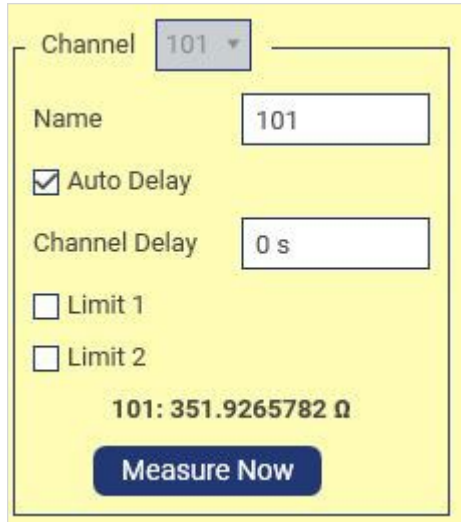 Channel 101
Name 101
Auto Delay
Channel Delay 0 s
Limit 1
Limit 2
101: 351.9265782 Ω
Measure Now